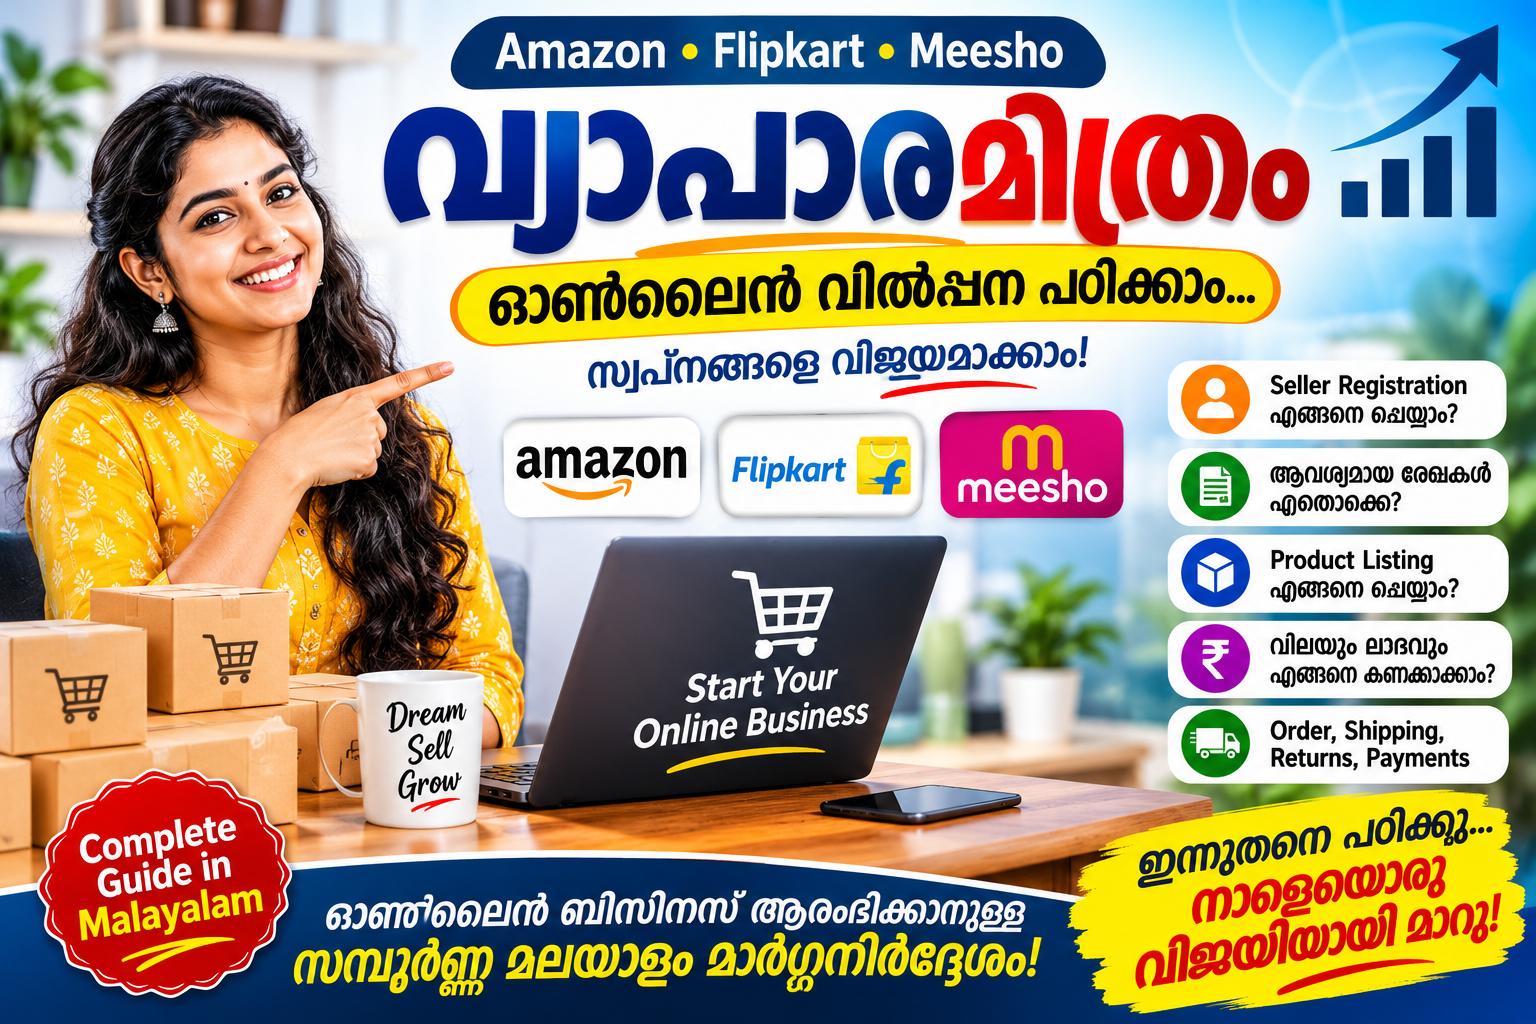 Amazon • Flipkart • Meesho
വ്യാപാരമിത്രം
ഓൺലൈൻ വിൽപ്പന പഠിക്കാം...
സ്വപ്നങ്ങളെ വിജയമാക്കാം!
amazon
Flipkart
meesho
Seller Registration
എങ്ങനെ ചെയ്യാം?
ആവശ്യമായ രേഖകൾ
എതൊക്കെ?
Product Listing
എങ്ങനെ ചെയ്യാം?
വിലയും ലാഭവും
എങ്ങനെ കണക്കാക്കാം?
Order, Shipping,
Returns, Payments
Start Your
Online Business
Dream
Sell
Grow
Complete
Guide in
Malayalam
ഓൺലൈൻ ബിസിനസ് ആരംഭിക്കാനുള്ള
സമ്പൂർണ്ണ മലയാളം മാർഗ്ഗനിർദ്ദേശം!
ഇന്നുതനെ പഠിക്കൂ...
നാളെയൊരു
വിജയിയായി മാറു!